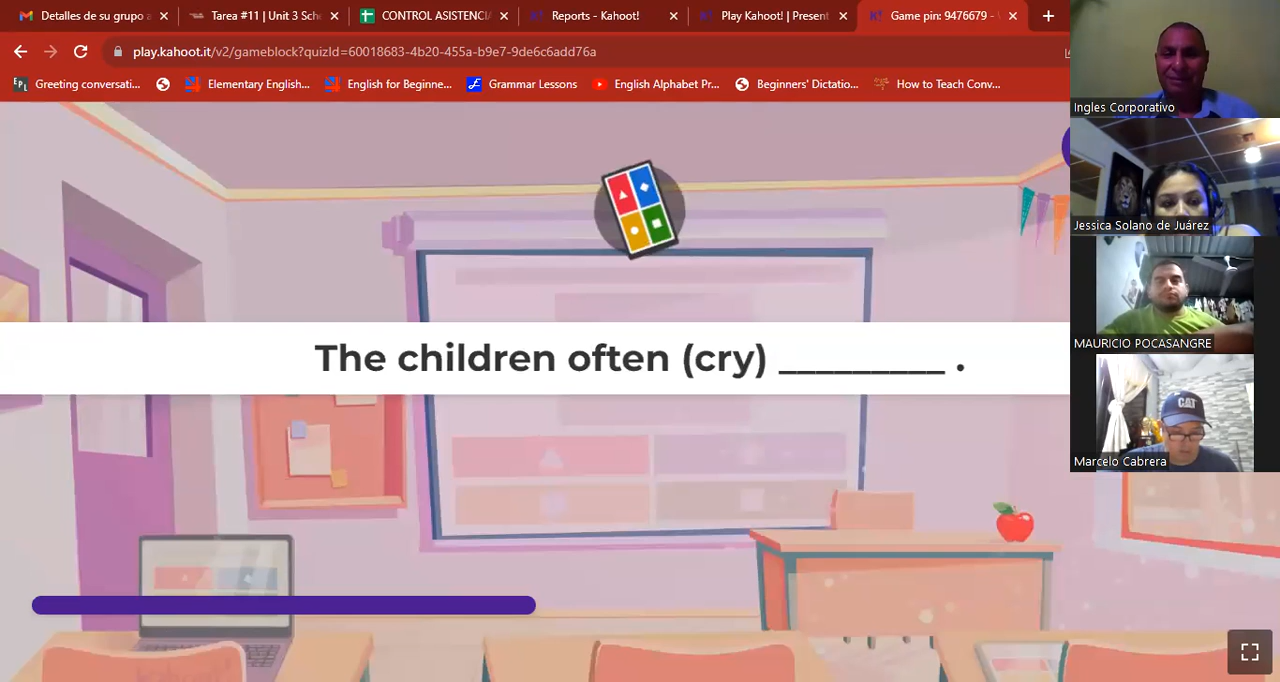 Detalles de su grupo a
Tarea #11 | Unit 3 Sch
CONTROL ASISTENCIA
Reports - Kahoot!
Play Kahoot! | Present
Game pin: 9476679 -
play.kahoot.it/v2/gameblock?quizId=60018683-4b20-455a-b9e7-9de6c6add76a
EPL Greeting conversati...
Elementary English...
English for Beginne...
Grammar Lessons
English Alphabet Pr...
Beginners' Dictatio...
How to Teach Conv...
The children often (cry) _________ .
Ingles Corporativo
Jessica Solano de Juárez
MAURICIO POCASANGRE
CAT
Marcelo Cabrera